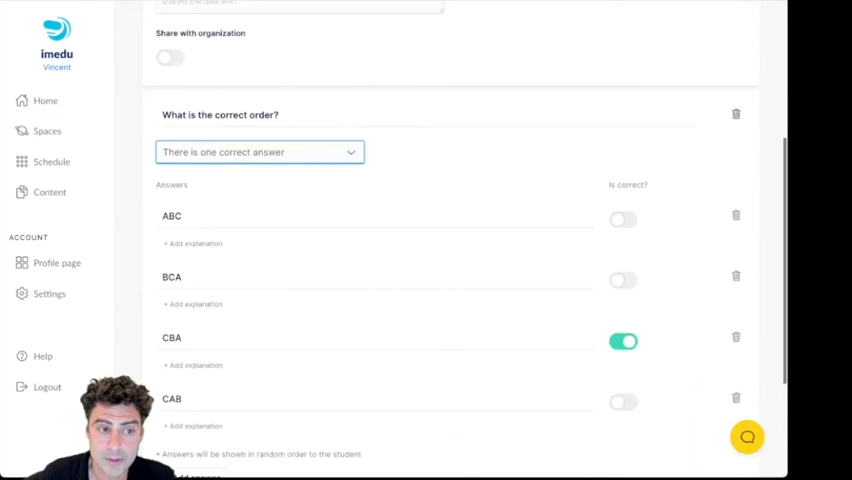 Share with organization
imedu
Vincent
Home
What is the correct order?
Spaces
There is one correct answer
Schedule
Answers
Is correct?
Content
ABC
ACCOUNT
+ Add explanation
Profile page
BCA
Settings
+ Add explanation
CBA
Help
+ Add explanation
Logout
CAB
+ Add explanation
* Answers will be shown in random order to the student
Add answer